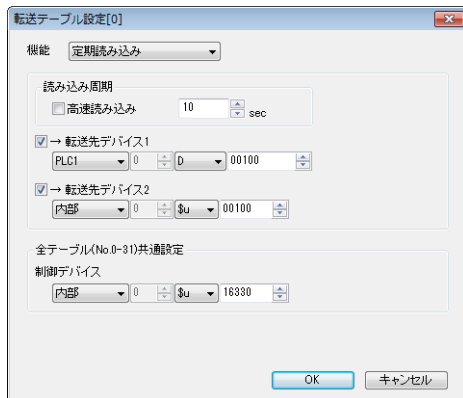 転送テーブル設定[0]
機能 定期読み込み
読み込み周期
高速読み込み 10 sec
→ 転送先デバイス1
PLC1 0 D 00100
→ 転送先デバイス2
内部 0 $u 00100
全テーブル(No.0-31)共通設定
制御デバイス
内部 0 $u 16330
OK キャンセル